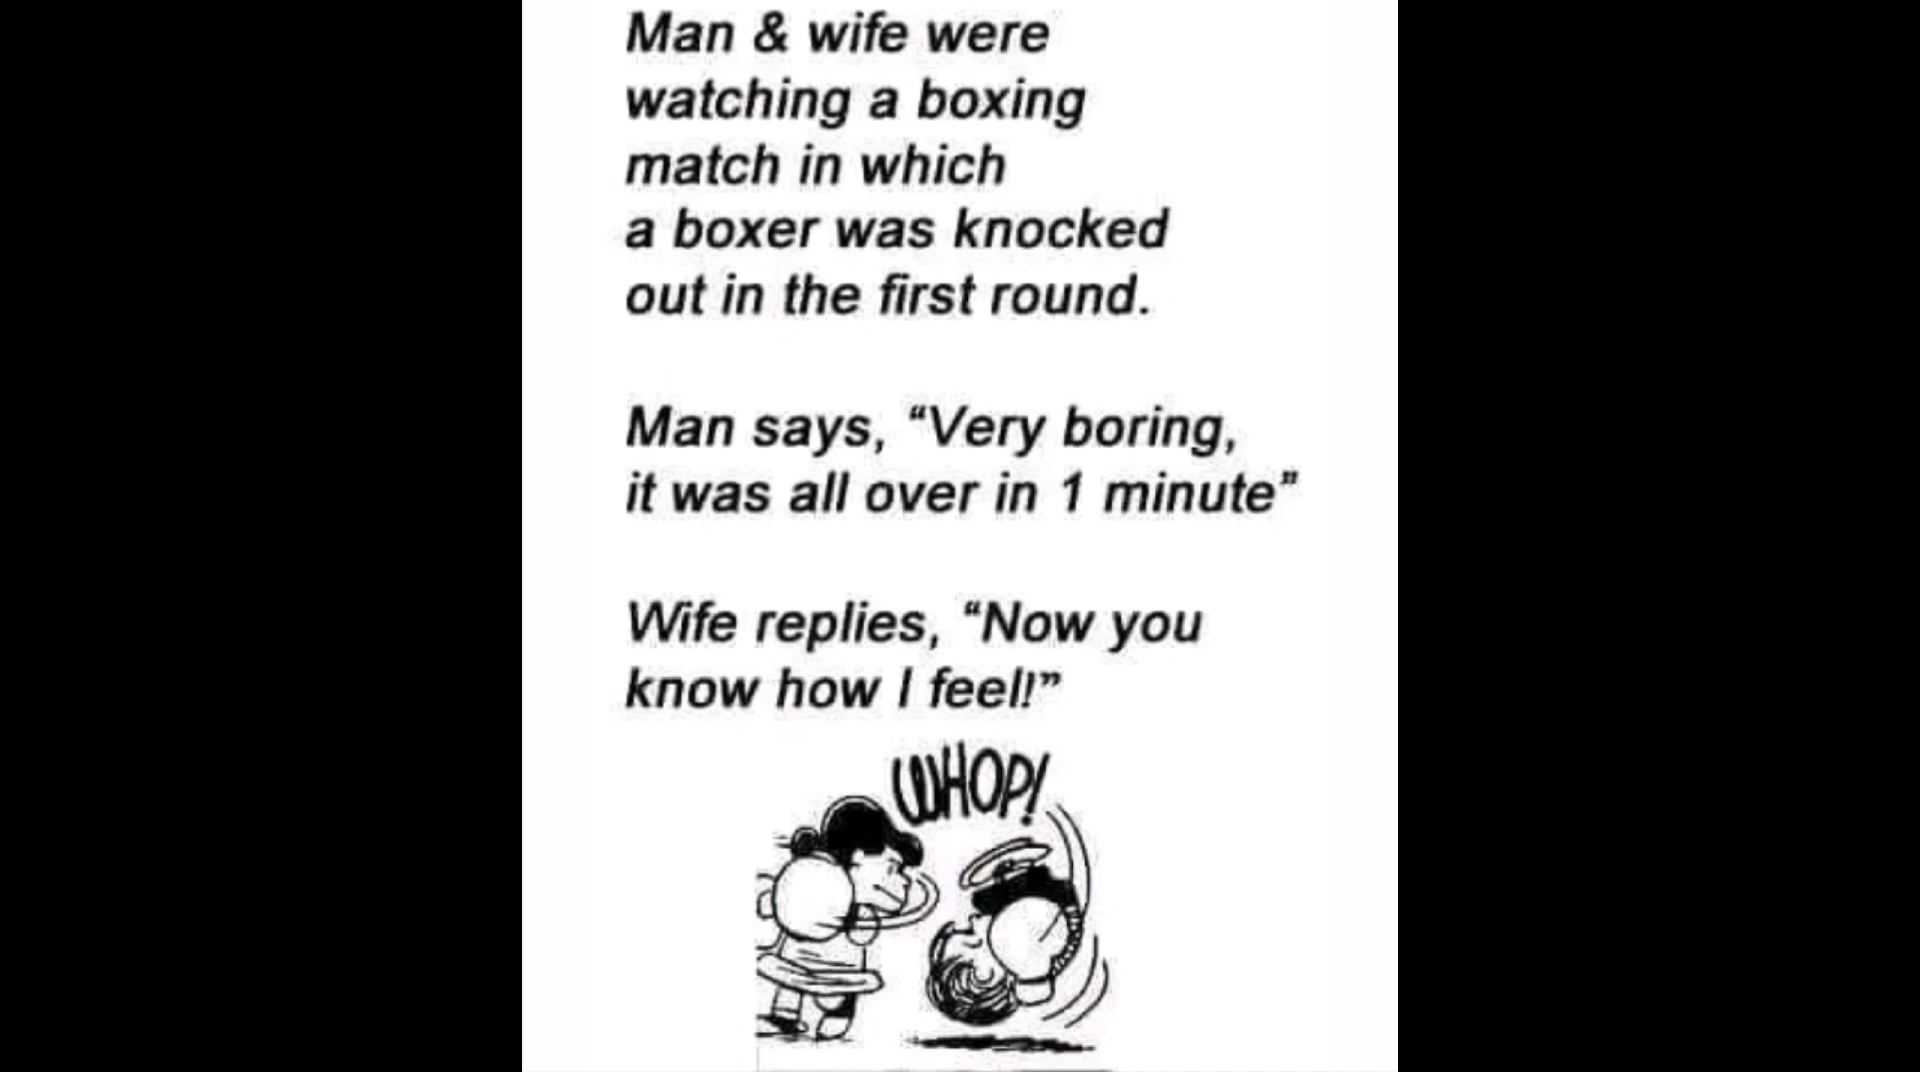 Man & wife were
watching a boxing
match in which
a boxer was knocked
out in the first round.
Man says, “Very boring,
it was all over in 1 minute”
Wife replies, “Now you
know how I feel!”
WHOP!